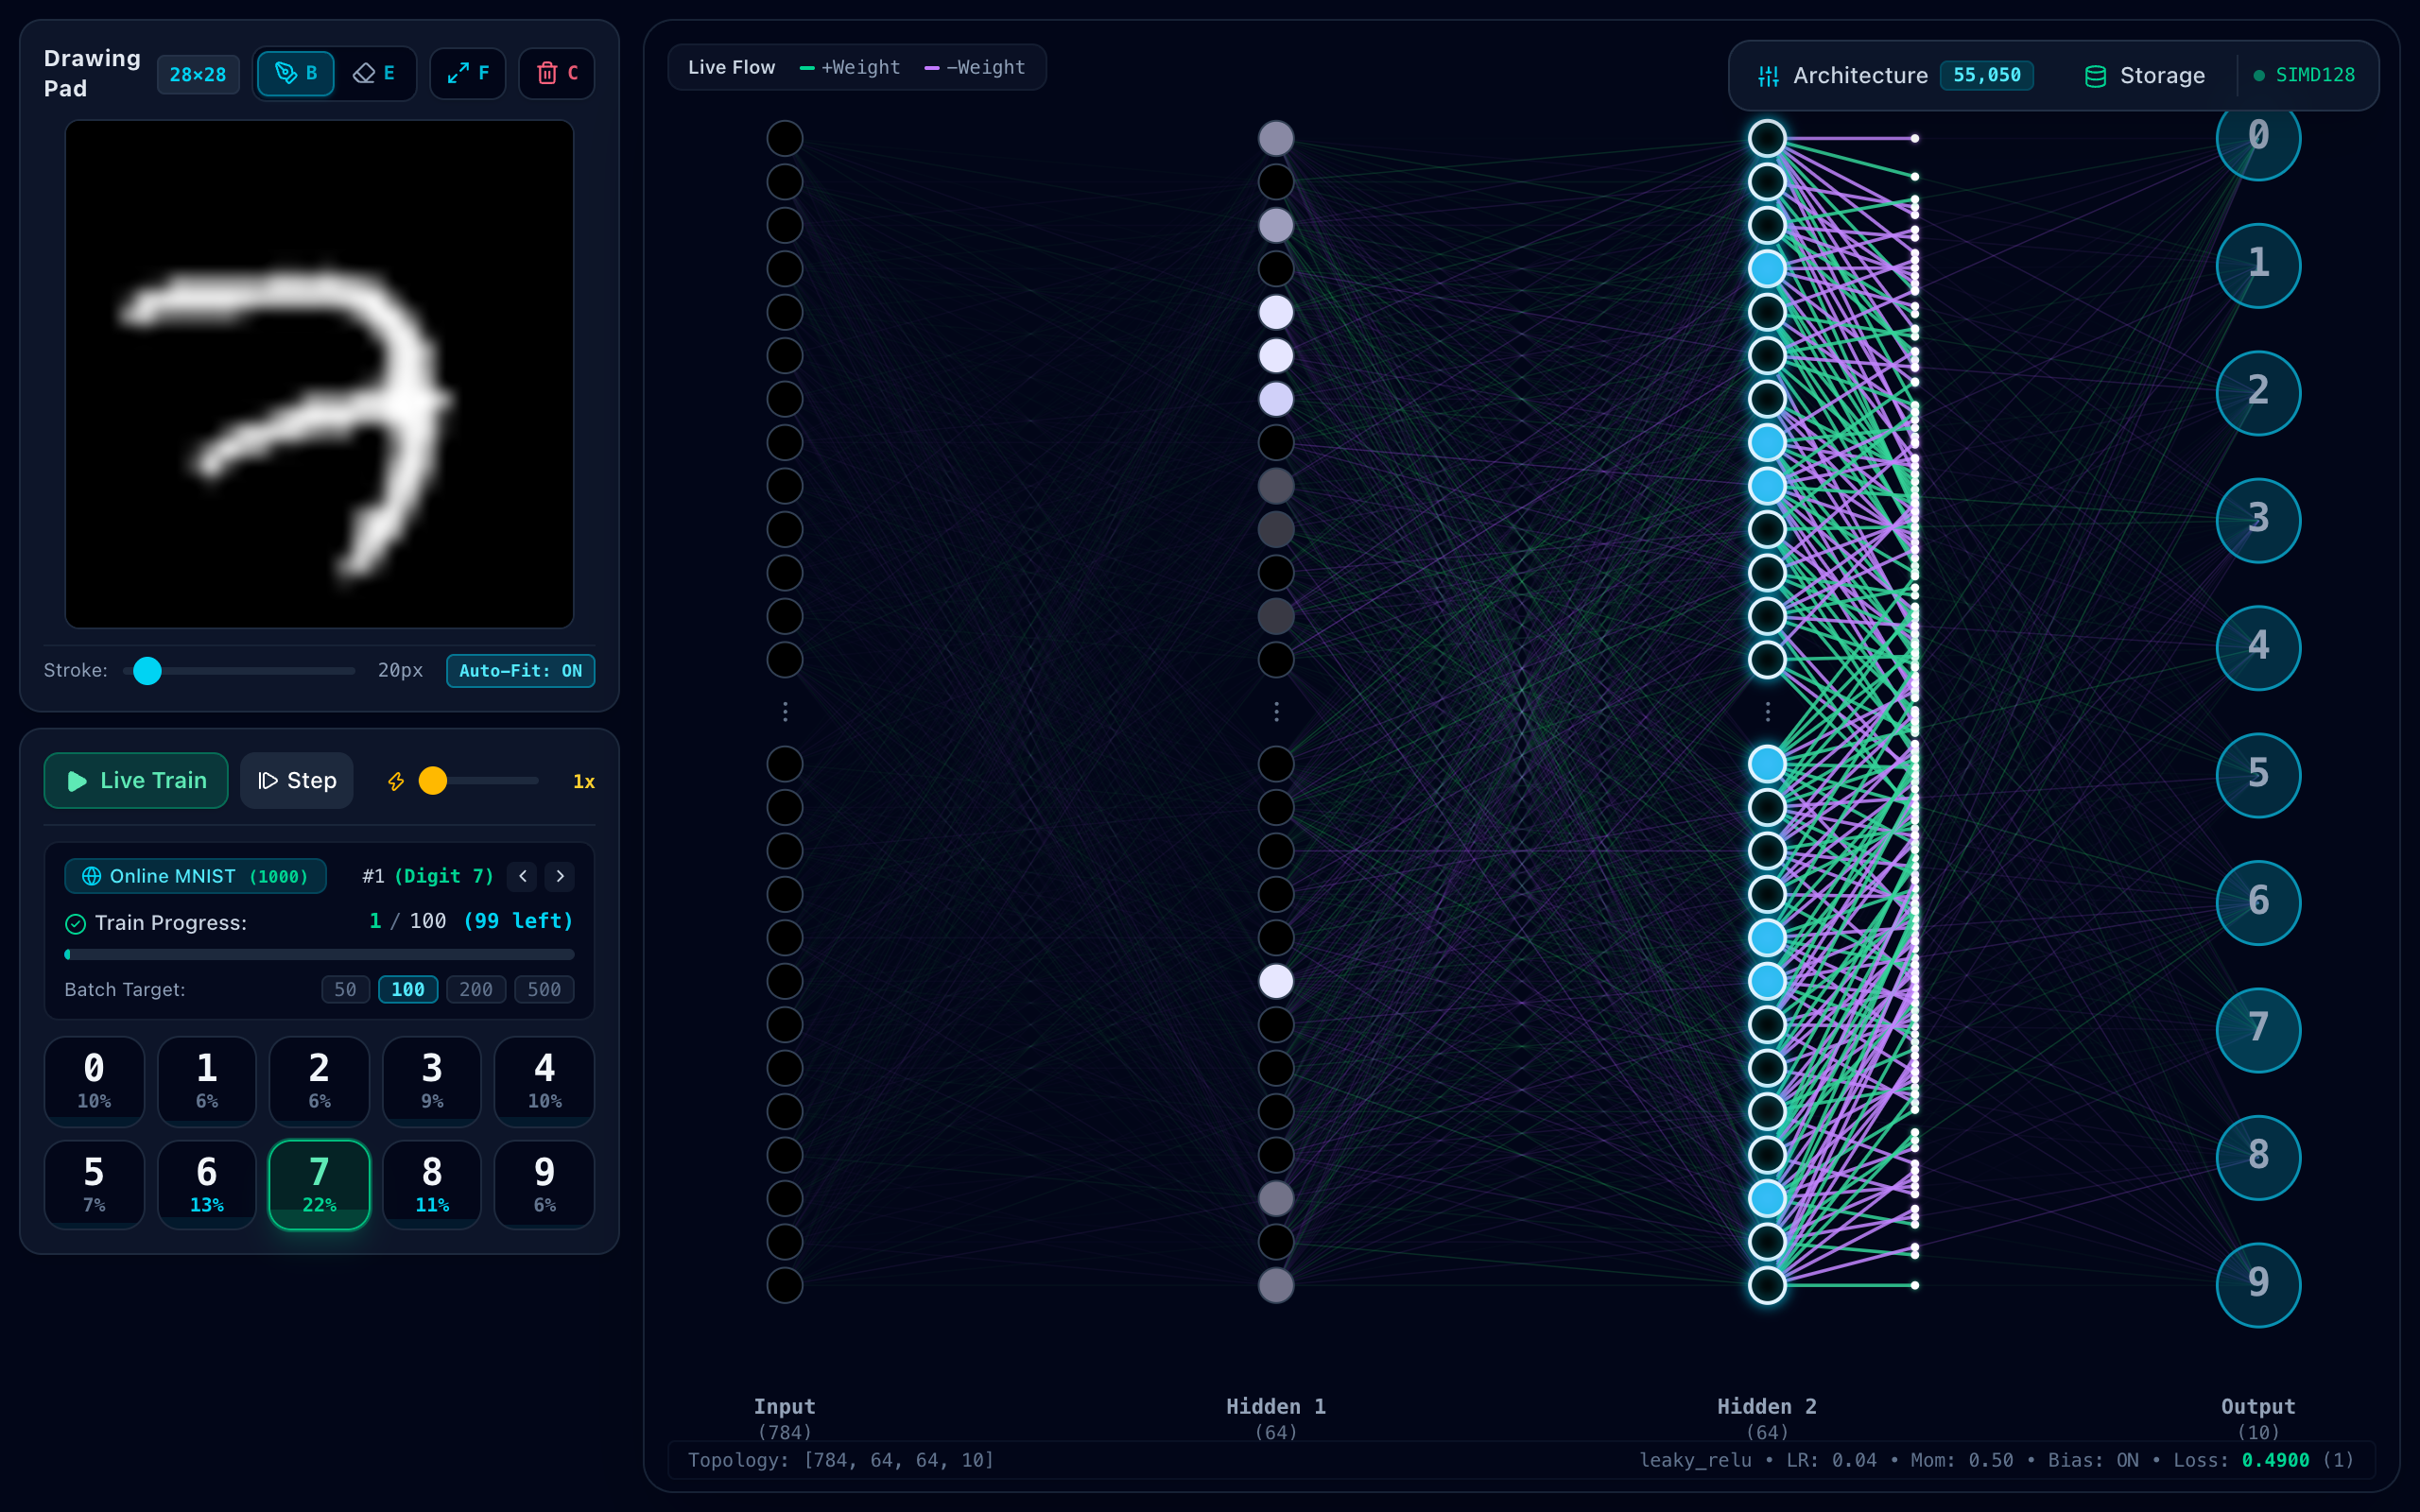 Drawing Pad
28×28
B
E
F
C
Stroke:
20px
Auto-Fit: ON
Live Train
Step
1x
Online MNIST (1000)
#1 (Digit 7)
Train Progress:
1 / 100 (99 left)
Batch Target:
50
100
200
500
0
10%
1
6%
2
6%
3
9%
4
10%
5
7%
6
13%
7
22%
8
11%
9
6%
Live Flow
+Weight
−Weight
Architecture
55,050
Storage
SIMD128
0
1
2
3
4
5
6
7
8
9
Input
(784)
Hidden 1
(64)
Hidden 2
(64)
Output
(10)
Topology: [784, 64, 64, 10]
leaky_relu • LR: 0.04 • Mom: 0.50 • Bias: ON • Loss: 0.4900 (1)